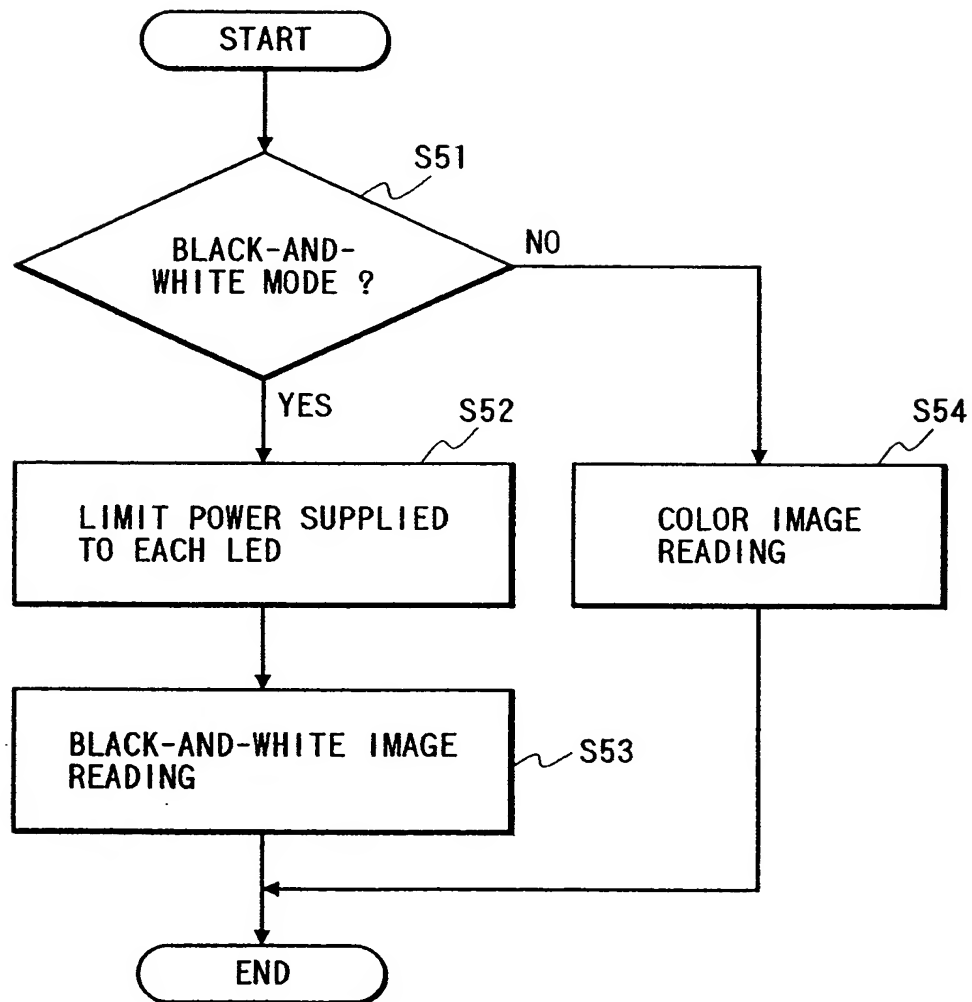 START
S51
BLACK-AND-
WHITE MODE ?
NO
YES
S52
LIMIT POWER SUPPLIED
TO EACH LED
S54
COLOR IMAGE
READING
BLACK-AND-WHITE IMAGE
READING
S53
END